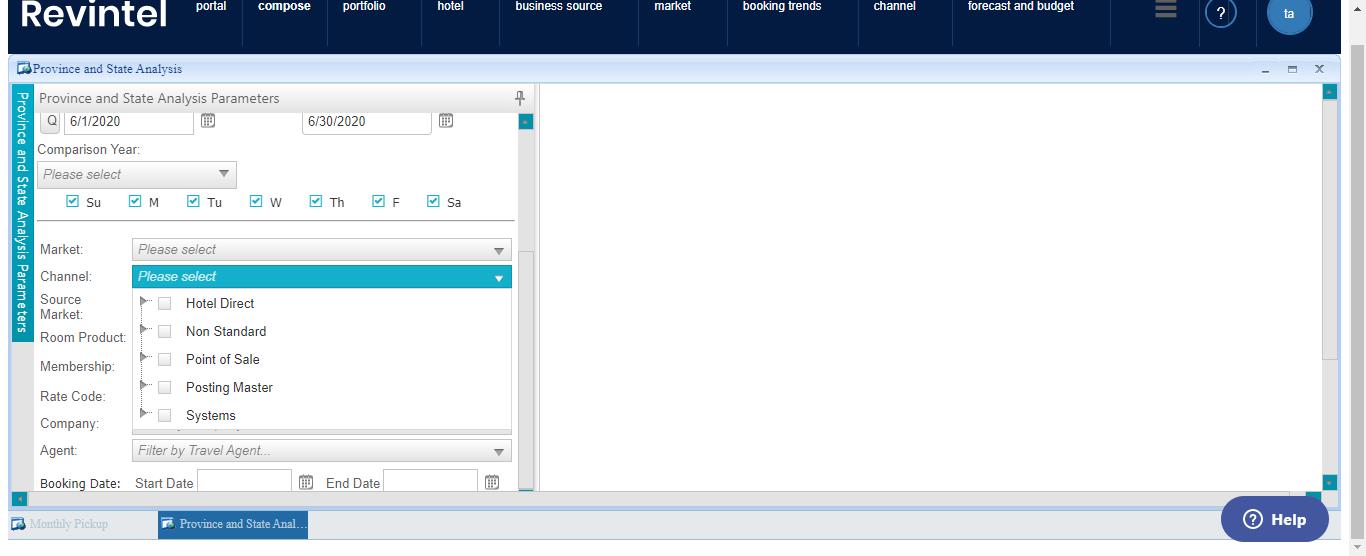 Revintel
portal compose portfolio hotel business source market booking trends channel forecast and budget ? ta
Province and State Analysis
Province and State Analysis Parameters
Province and State Analysis Parameters
Q 6/1/2020 6/30/2020
Comparison Year:
Please select
Su M Tu W Th F Sa
Market: Please select
Channel: Please select
Hotel Direct
Non Standard
Point of Sale
Posting Master
Systems
Source
Market:
Room Product:
Membership:
Rate Code:
Company:
Agent: Filter by Travel Agent...
Booking Date: Start Date End Date
Monthly Pickup Province and State Anal...
? Help